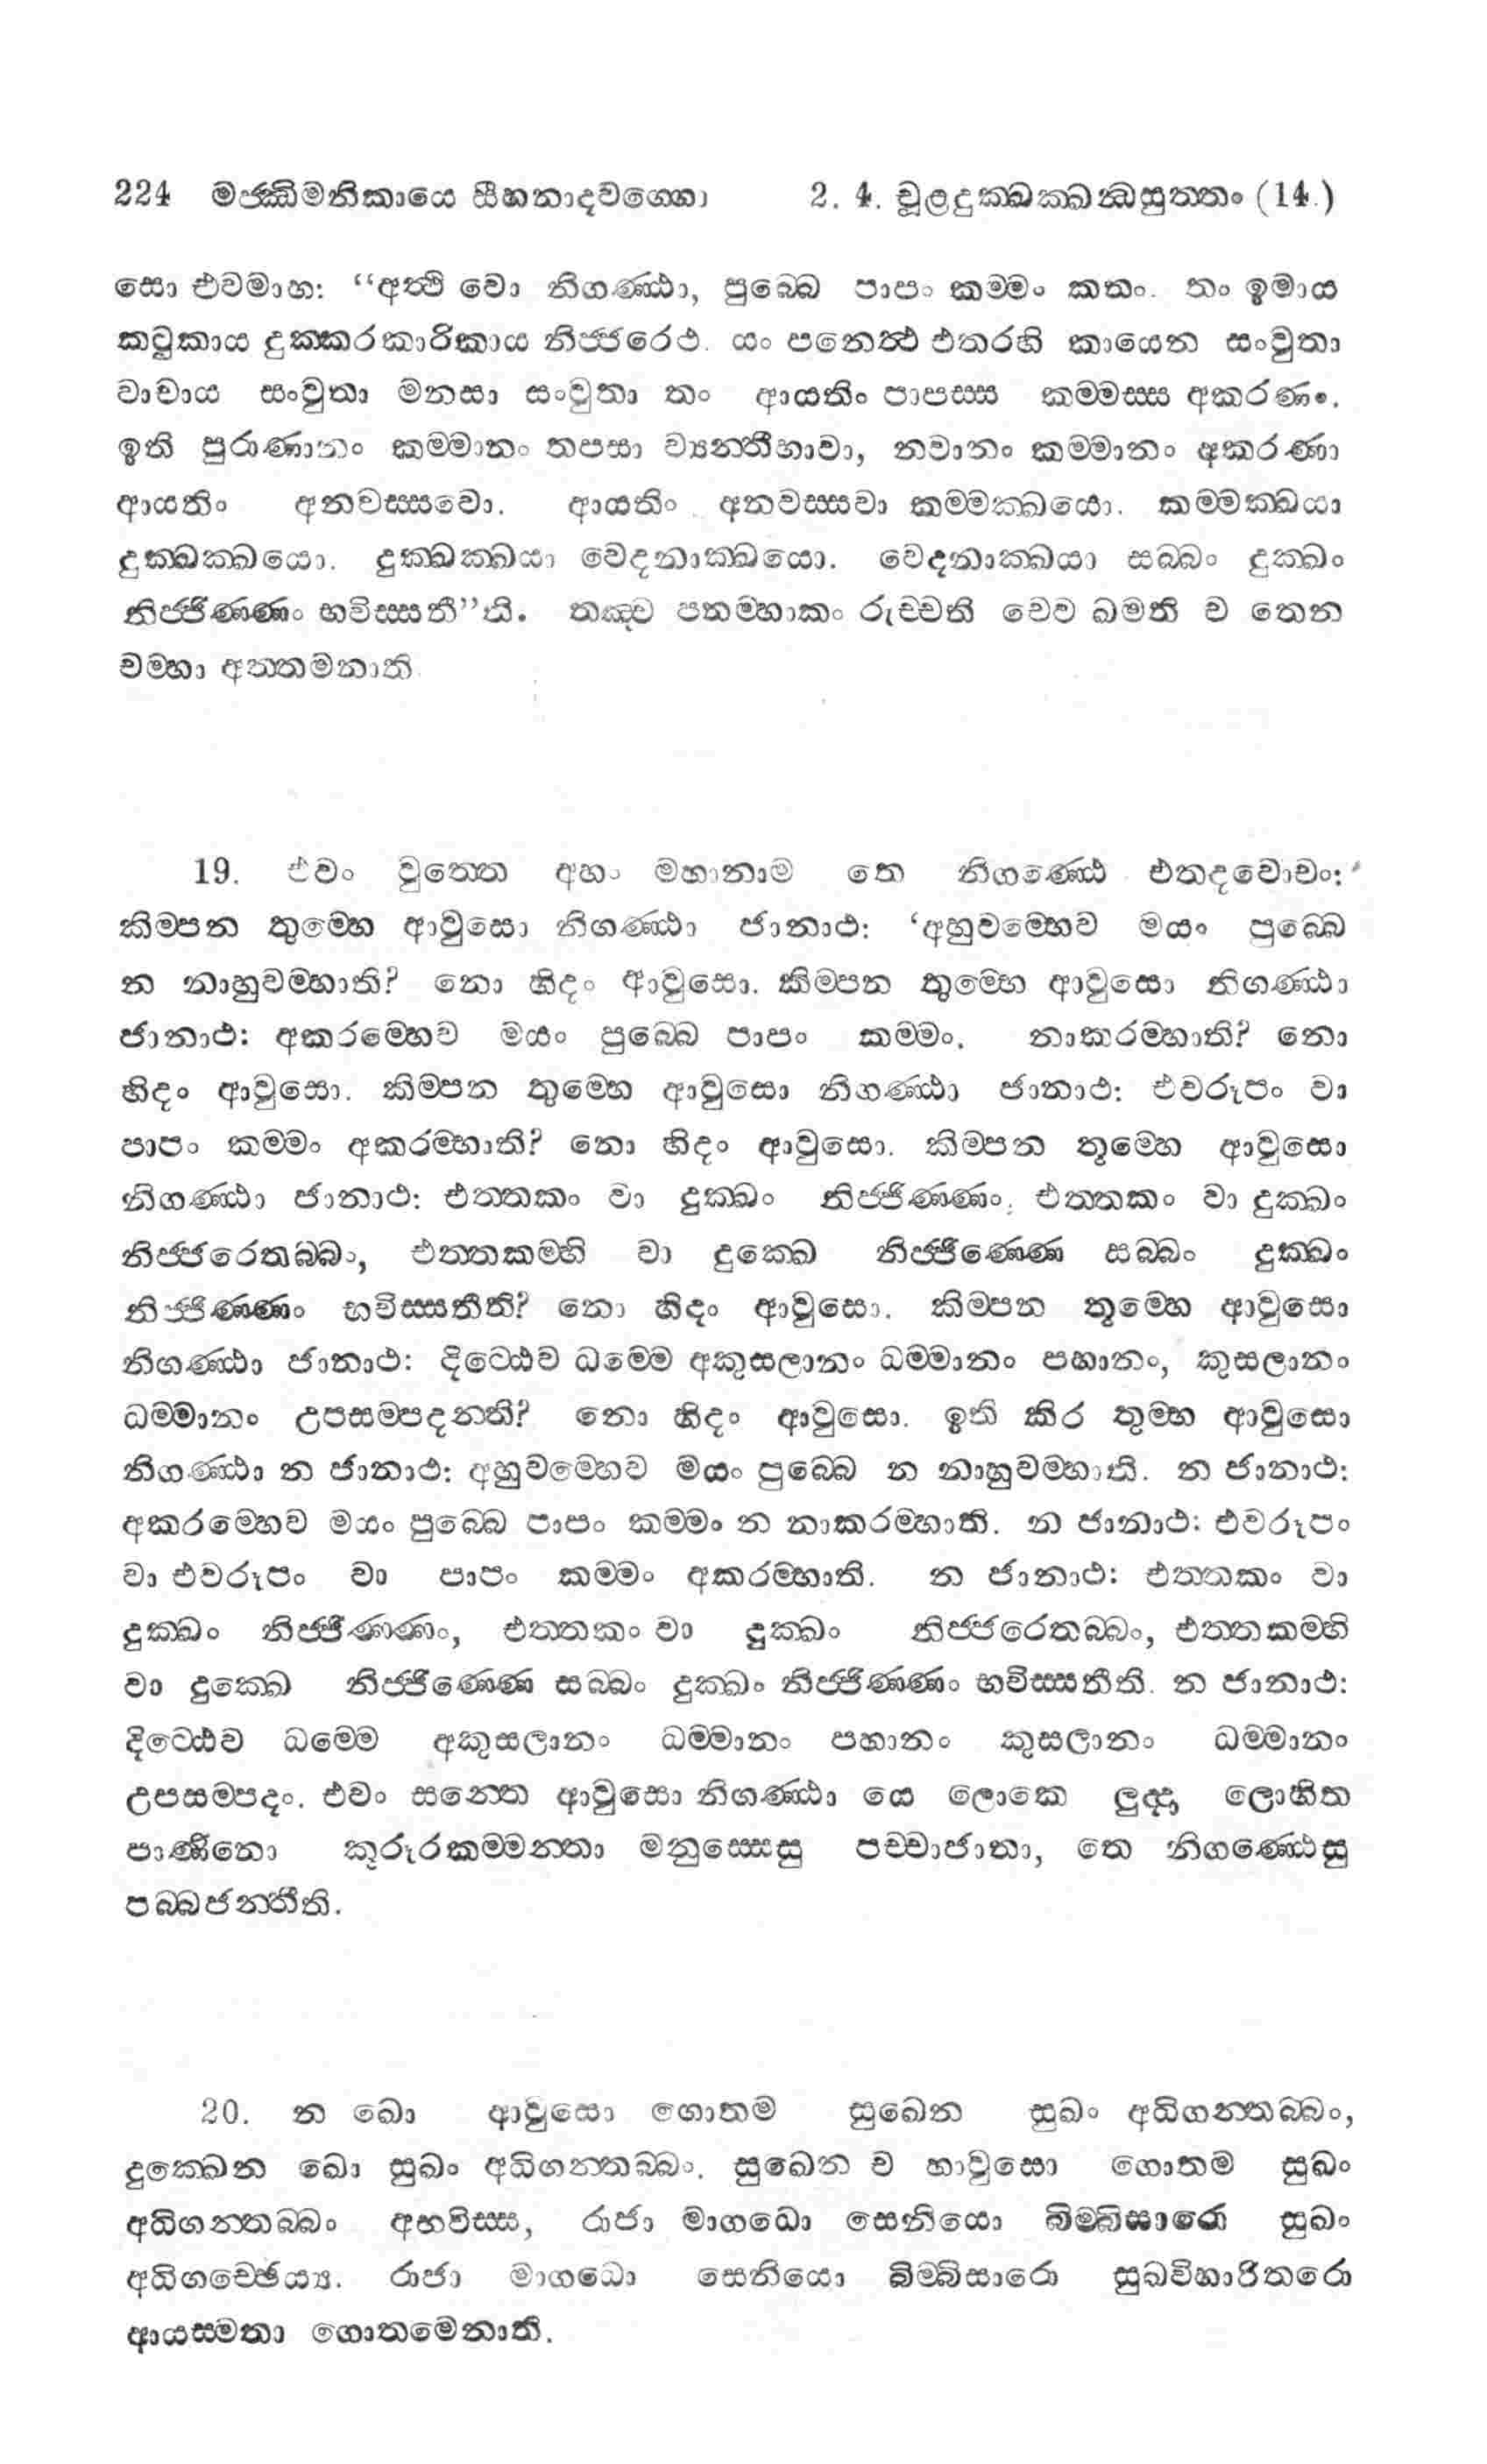 224 මජ්ඣිමනිකායෙ සීහනාදවග්ගො 2. 4. චූළදුක්ඛක්ඛන්ධසුත්තං (14.)
සො එවමාහ: “අත්ථි වො නිගණ්ඨා, පුබ්බෙ පාපං කම්මං කතං. තං ඉමාය
කටුකාය දුක්කරකාරිකාය නිජ්ජරෙථ. යං පනෙත්ථ එතරහි කායෙන සංවුතා
වාචාය සංවුතා මනසා සංවුතා තං ආයතිං පාපස්ස කම්මස්ස අකරණං.
ඉති පුරාණානං කම්මානං තපසා ව්‍යන්තීභාවා, නවානං කම්මානං අකරණා
ආයතිං අනවස්සවො. ආයතිං අනවස්සවා කම්මක්ඛයො. කම්මක්ඛයා
දුක්ඛක්ඛයො. දුක්ඛක්ඛයා වෙදනාක්ඛයො. වෙදනාක්ඛයා සබ්බං දුක්ඛං
නිජ්ජිණ්ණං භවිස්සතී”ති. තඤ්ච පනම්හාකං රුච්චති චෙව ඛමති ච තෙන
චම්හා අත්තමනාති.
19. එවං වුත්තෙ අහං මහානාම තෙ නිගණ්ඨෙ එතදවොචං:
කිම්පන තුම්හෙ ආවුසො නිගණ්ඨා ජානාථ: ‘අහුවම්හෙව මයං පුබ්බෙ
න නාහුවම්හාති? නො හිදං ආවුසො. කිම්පන තුම්හෙ ආවුසො නිගණ්ඨා
ජානාථ: අකරම්හෙව මයං පුබ්බෙ පාපං කම්මං, නාකරම්හාති? නො
හිදං ආවුසො. කිම්පන තුම්හෙ ආවුසො නිගණ්ඨා ජානාථ: එවරූපං වා
පාපං කම්මං අකරම්හාති? නො හිදං ආවුසො. කිම්පන තුම්හෙ ආවුසො
නිගණ්ඨා ජානාථ: එත්තකං වා දුක්ඛං නිජ්ජිණ්ණං, එත්තකං වා දුක්ඛං
නිජ්ජරෙතබ්බං, එත්තකම්හි වා දුක්ඛෙ නිජ්ජිණ්ණෙ සබ්බං දුක්ඛං
නිජ්ජිණ්ණං භවිස්සතීති? නො හිදං ආවුසො. කිම්පන තුම්හෙ ආවුසො
නිගණ්ඨා ජානාථ: දිට්ඨෙව ධම්මෙ අකුසලානං ධම්මානං පහානං, කුසලානං
ධම්මානං උපසම්පදන්ති? නො හිදං ආවුසො. ඉති කිර තුම්හෙ ආවුසො
නිගණ්ඨා න ජානාථ: අහුවම්හෙව මයං පුබ්බෙ න නාහුවම්හාති. න ජානාථ:
අකරම්හෙව මයං පුබ්බෙ පාපං කම්මං න නාකරම්හාති. න ජානාථ: එවරූපං
වා එවරූපං වා පාපං කම්මං අකරම්හාති. න ජානාථ: එත්තකං වා
දුක්ඛං නිජ්ජිණ්ණං, එත්තකං වා දුක්ඛං නිජ්ජරෙතබ්බං, එත්තකම්හි
වා දුක්ඛෙ නිජ්ජිණ්ණෙ සබ්බං දුක්ඛං නිජ්ජිණ්ණං භවිස්සතීති. න ජානාථ:
දිට්ඨෙව ධම්මෙ අකුසලානං ධම්මානං පහානං කුසලානං ධම්මානං
උපසම්පදං. එවං සන්තෙ ආවුසො නිගණ්ඨා යෙ ලොකෙ ලුද්දා ලොහිත
පාණිනො කුරූරකම්මන්තා මනුස්සෙසු පච්චාජාතා, තෙ නිගණ්ඨෙසු
පබ්බජන්තීති.
20. න ඛො ආවුසො ගොතම සුඛෙන සුඛං අධිගන්තබ්බං,
දුක්ඛෙන ඛො සුඛං අධිගන්තබ්බං. සුඛෙන ච හාවුසො ගොතම සුඛං
අධිගන්තබ්බං අභවිස්ස, රාජා මාගධො සෙනියො බිම්බිසාරො සුඛං
අධිගච්ඡෙය්‍ය. රාජා මාගධො සෙනියො බිම්බිසාරො සුඛවිහාරිතරො
ආයස්මතා ගොතමෙනාති.